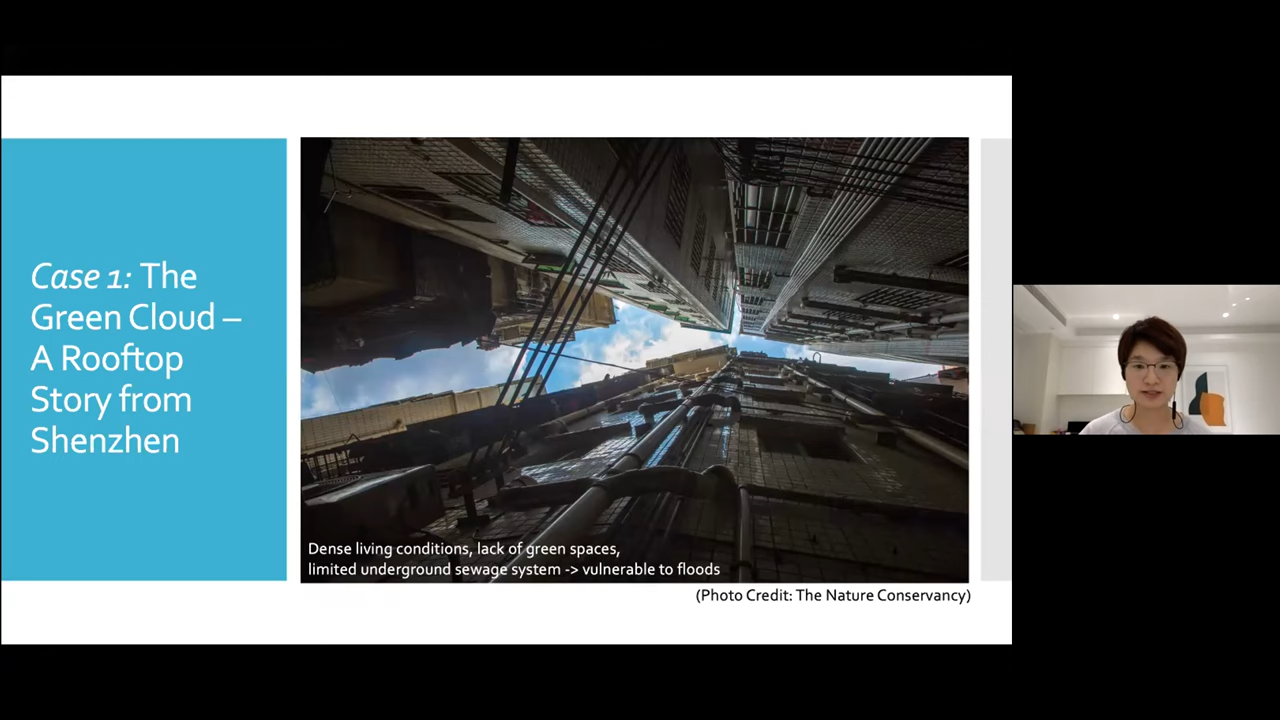 Case 1: The
Green Cloud –
A Rooftop
Story from
Shenzhen
Dense living conditions, lack of green spaces,
limited underground sewage system -> vulnerable to floods
(Photo Credit: The Nature Conservancy)